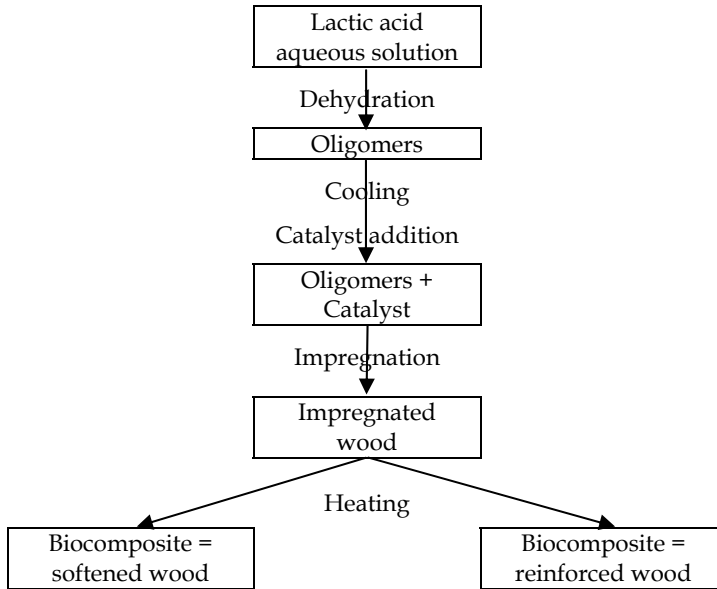 Lactic acid
aqueous solution
Dehydration
Oligomers
Cooling
Catalyst addition
Oligomers +
Catalyst
Impregnation
Impregnated
wood
Heating
Biocomposite =
softened wood
Biocomposite =
reinforced wood